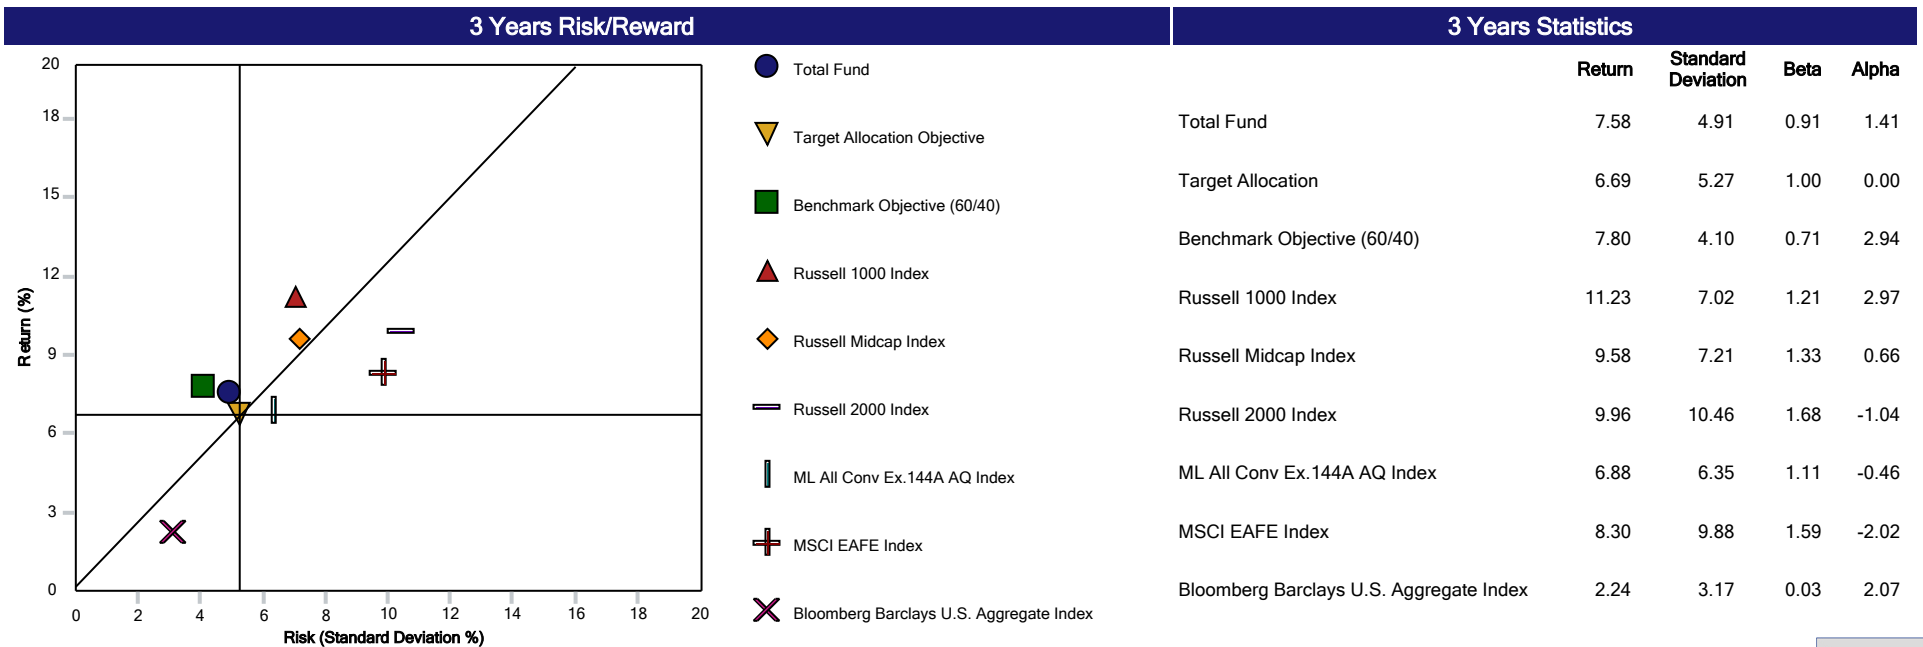 3 Years Risk/Reward
3 Years Statistics
20
18
15
12
9
6
3
0
Return (%)
0 2 4 6 8 10 12 14 16 18 20
Risk (Standard Deviation %)
Total Fund
Target Allocation Objective
Benchmark Objective (60/40)
Russell 1000 Index
Russell Midcap Index
Russell 2000 Index
ML All Conv Ex.144A AQ Index
MSCI EAFE Index
Bloomberg Barclays U.S. Aggregate Index
Return Standard Deviation Beta Alpha
Total Fund 7.58 4.91 0.91 1.41
Target Allocation 6.69 5.27 1.00 0.00
Benchmark Objective (60/40) 7.80 4.10 0.71 2.94
Russell 1000 Index 11.23 7.02 1.21 2.97
Russell Midcap Index 9.58 7.21 1.33 0.66
Russell 2000 Index 9.96 10.46 1.68 -1.04
ML All Conv Ex.144A AQ Index 6.88 6.35 1.11 -0.46
MSCI EAFE Index 8.30 9.88 1.59 -2.02
Bloomberg Barclays U.S. Aggregate Index 2.24 3.17 0.03 2.07